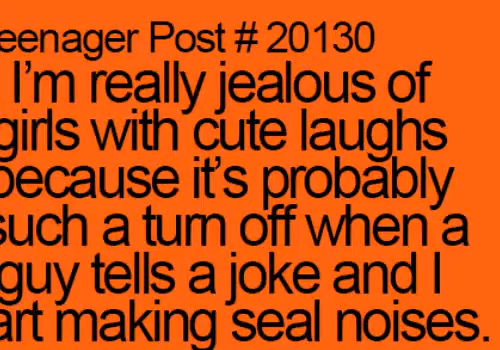 eenager Post # 20130
I'm really jealous of
girls with cute laughs
because it's probably
such a turn off when a
guy tells a joke and I
art making seal noises.